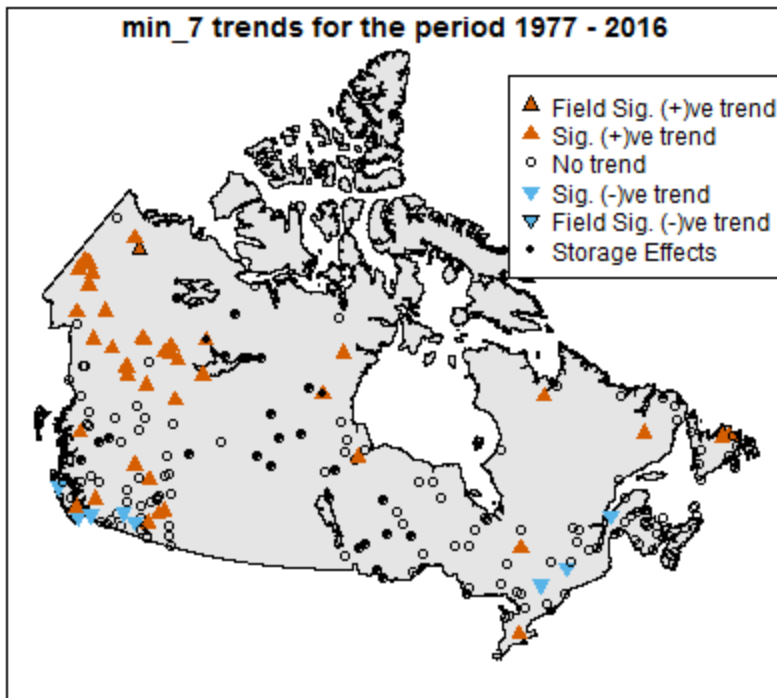 min_7 trends for the period 1977 - 2016
Field Sig. (+)ve trend
Sig. (+)ve trend
No trend
Sig. (-)ve trend
Field Sig. (-)ve trend
Storage Effects